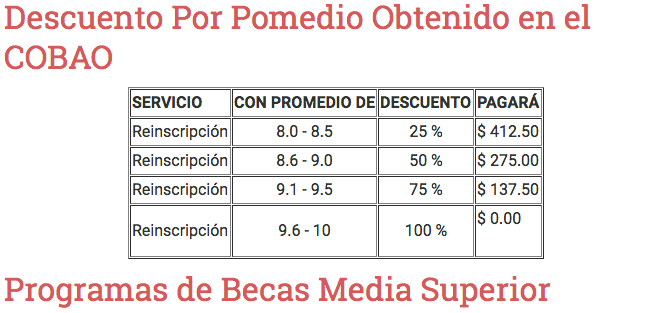 Descuento Por Pomedio Obtenido en el
COBAO
SERVICIO CON PROMEDIO DE DESCUENTO PAGARÁ
Reinscripción 8.0 - 8.5 25 % $ 412.50
Reinscripción 8.6 - 9.0 50 % $ 275.00
Reinscripción 9.1 - 9.5 75 % $ 137.50
Reinscripción 9.6 - 10 100 % $ 0.00
Programas de Becas Media Superior